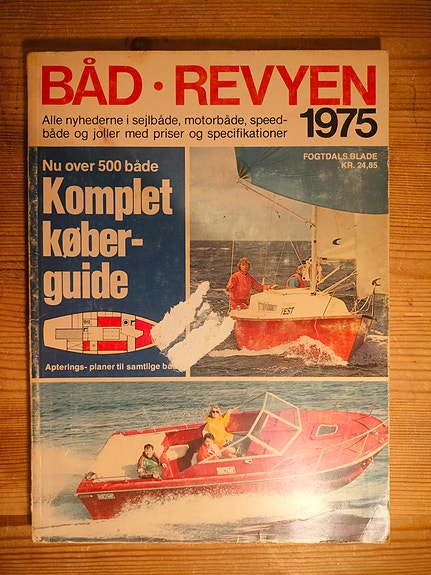 BÅD · REVYEN
Alle nyhederne i sejlbåde, motorbåde, speed-
både og joller med priser og specifikationer
1975
Nu over 500 både
Komplet
køber-
guide
FOGTDALS BLADE
KR. 24,85
TEST
Apterings- planer til samtlige